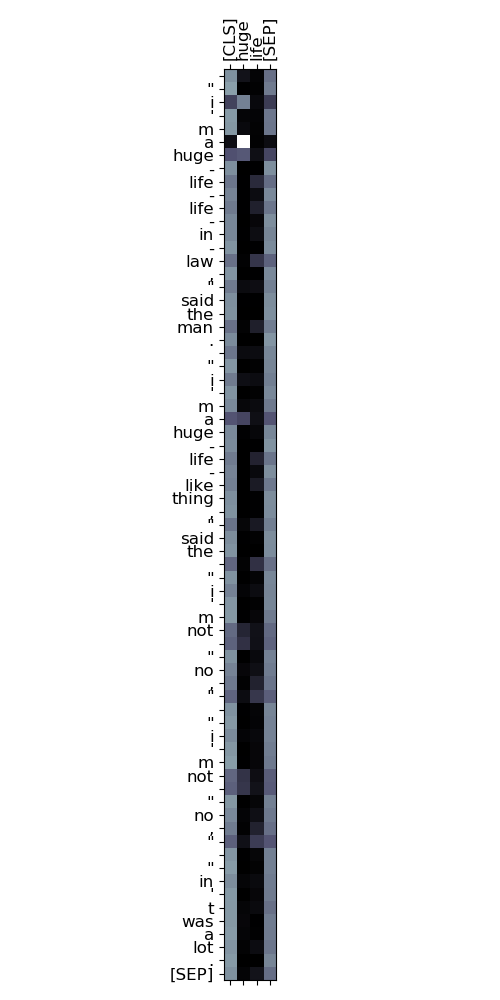 [CLS] huge life [SEP]
"
i
'
m
a
huge
-
life
-
life
-
in
-
law
,
"
said
the
man
.
"
i
'
m
a
huge
-
life
-
like
thing
,
"
said
the
"
i
'
m
not
"
no
,
"
"
i
'
m
not
"
no
,
"
"
in
'
t
was
a
lot
.
[SEP]